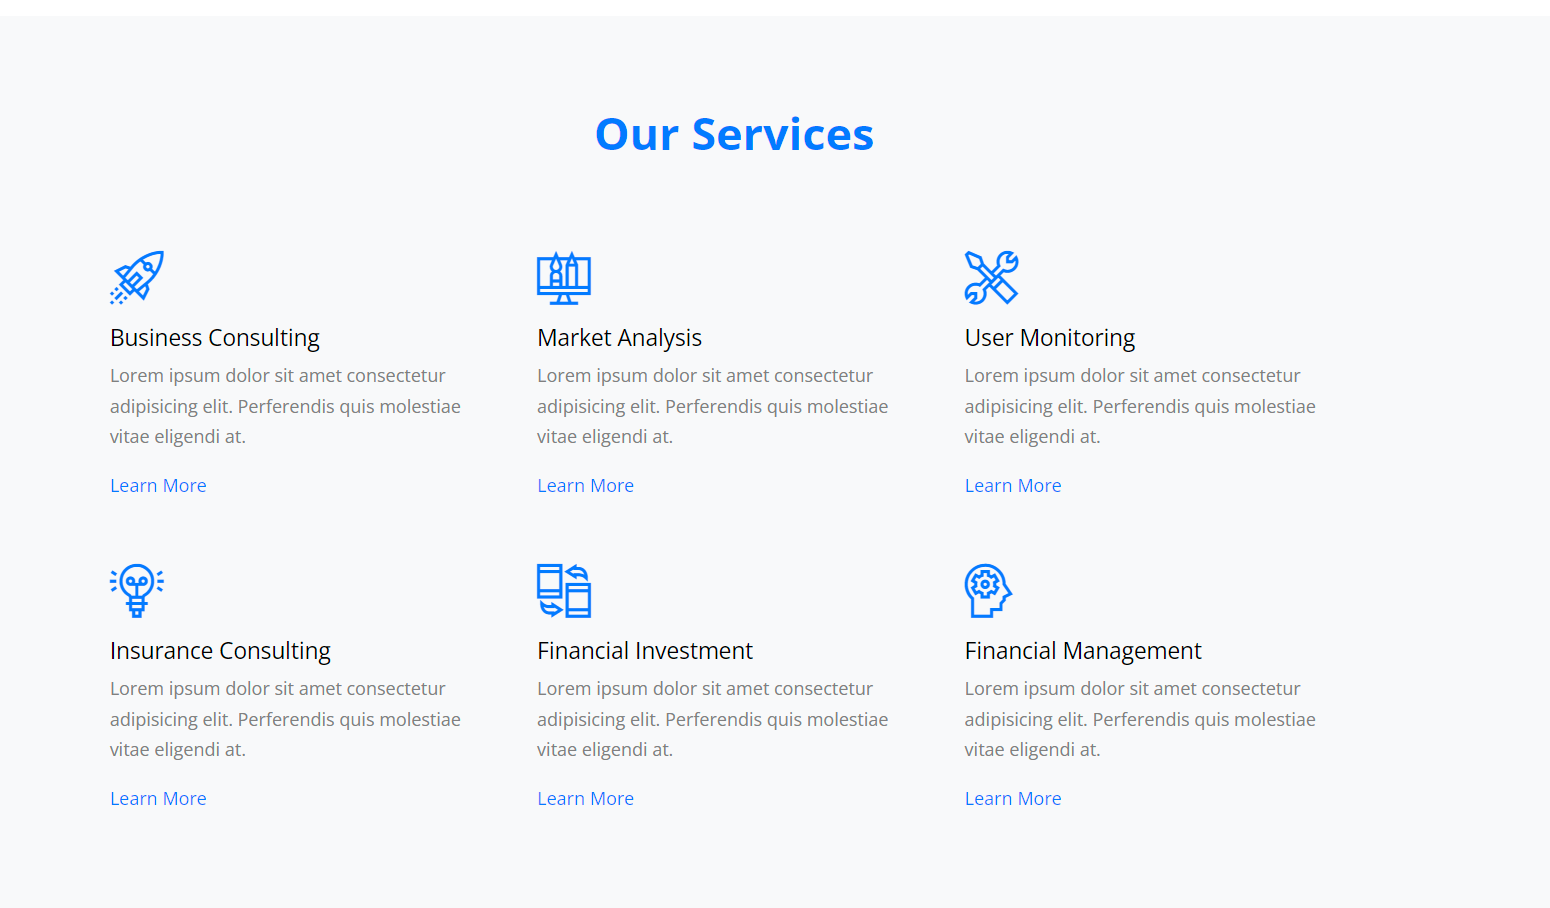 Our Services
Business Consulting
Lorem ipsum dolor sit amet consectetur
adipisicing elit. Perferendis quis molestiae
vitae eligendi at.
Learn More
Market Analysis
Lorem ipsum dolor sit amet consectetur
adipisicing elit. Perferendis quis molestiae
vitae eligendi at.
Learn More
User Monitoring
Lorem ipsum dolor sit amet consectetur
adipisicing elit. Perferendis quis molestiae
vitae eligendi at.
Learn More
Insurance Consulting
Lorem ipsum dolor sit amet consectetur
adipisicing elit. Perferendis quis molestiae
vitae eligendi at.
Learn More
Financial Investment
Lorem ipsum dolor sit amet consectetur
adipisicing elit. Perferendis quis molestiae
vitae eligendi at.
Learn More
Financial Management
Lorem ipsum dolor sit amet consectetur
adipisicing elit. Perferendis quis molestiae
vitae eligendi at.
Learn More